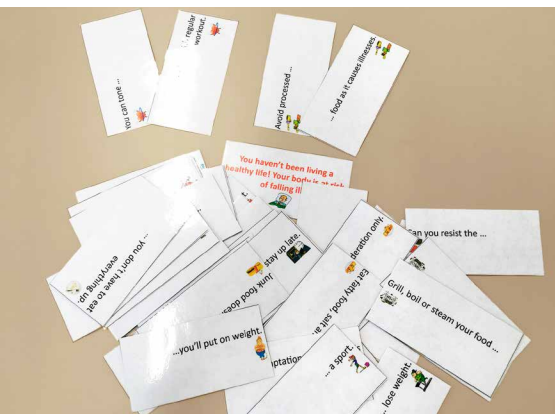 You can tone ...
regular
workout.
Avoid processed ...
... food as it causes illnesses.
You haven't been living a
healthy life! Your body is at risk
of falling ill
t.
... you don't have to eat
everything up.
stay up late.
Junk food does
deration only.
Eat fatty food, salt an
Can you resist the ...
Grill, boil or steam your food ...
...you'll put on weight.
ptation
... a sport.
... lose weight.